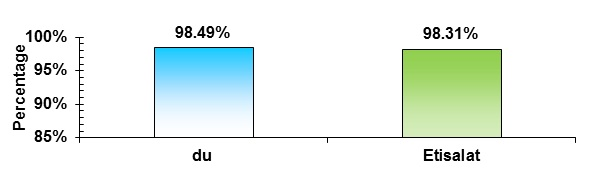 98.49%
98.31%
100%
95%
90%
85%
Percentage
du
Etisalat